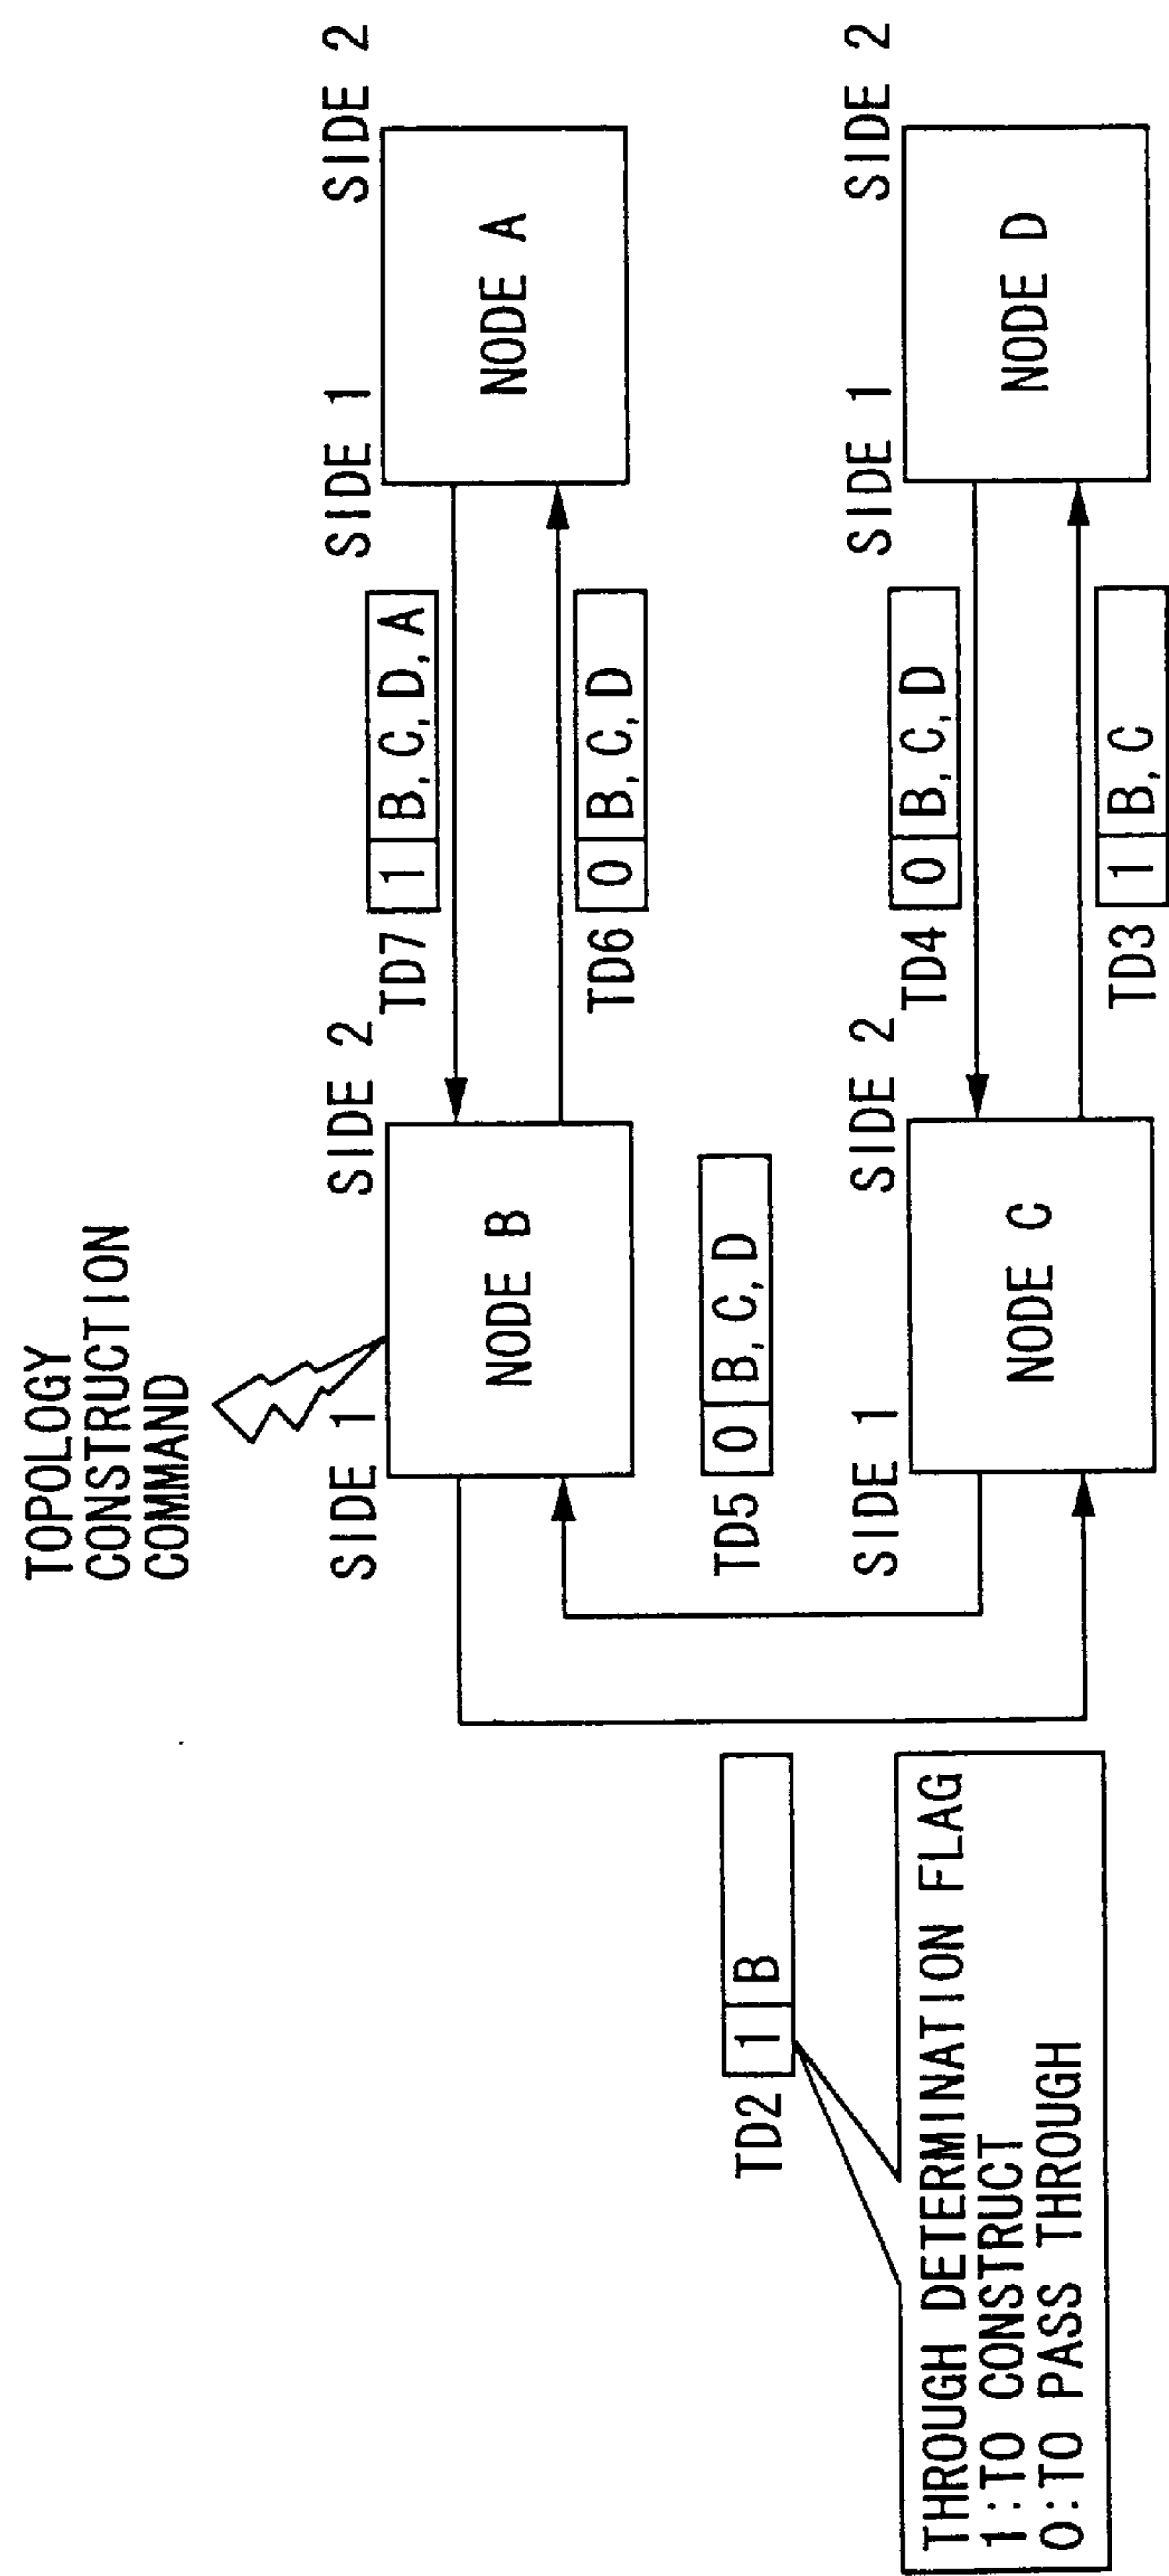 TOPOLOGY
CONSTRUCTION
COMMAND
SIDE 1
SIDE 2
SIDE 1
SIDE 2
NODE B
NODE A
TD7 1 B, C, D, A
TD6 0 B, C, D
TD5 0 B, C, D
TD2 1 B
SIDE 1
SIDE 2
SIDE 1
SIDE 2
NODE C
NODE D
TD4 0 B, C, D
TD3 1 B, C
THROUGH DETERMINATION FLAG
1:TO CONSTRUCT
0:TO PASS THROUGH